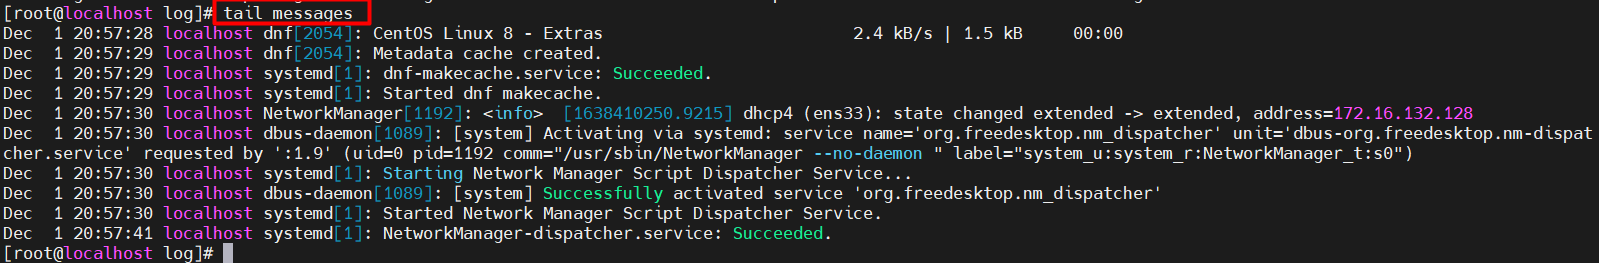 [root@localhost log]# tail messages
Dec  1 20:57:28 localhost dnf[2054]: CentOS Linux 8 - Extras                         2.4 kB/s | 1.5 kB     00:00
Dec  1 20:57:29 localhost dnf[2054]: Metadata cache created.
Dec  1 20:57:29 localhost systemd[1]: dnf-makecache.service: Succeeded.
Dec  1 20:57:29 localhost systemd[1]: Started dnf makecache.
Dec  1 20:57:30 localhost NetworkManager[1192]: <info>  [1638410250.9215] dhcp4 (ens33): state changed extended -> extended, address=172.16.132.128
Dec  1 20:57:30 localhost dbus-daemon[1089]: [system] Activating via systemd: service name='org.freedesktop.nm_dispatcher' unit='dbus-org.freedesktop.nm-dispat
cher.service' requested by ':1.9' (uid=0 pid=1192 comm="/usr/sbin/NetworkManager --no-daemon " label="system_u:system_r:NetworkManager_t:s0")
Dec  1 20:57:30 localhost systemd[1]: Starting Network Manager Script Dispatcher Service...
Dec  1 20:57:30 localhost dbus-daemon[1089]: [system] Successfully activated service 'org.freedesktop.nm_dispatcher'
Dec  1 20:57:30 localhost systemd[1]: Started Network Manager Script Dispatcher Service.
Dec  1 20:57:41 localhost systemd[1]: NetworkManager-dispatcher.service: Succeeded.
[root@localhost log]#